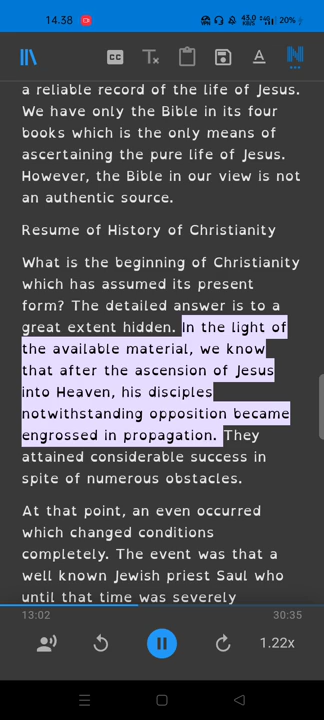 14.38
43.0 KB/S
20%
CC
a reliable record of the life of Jesus.
We have only the Bible in its four
books which is the only means of
ascertaining the pure life of Jesus.
However, the Bible in our view is not
an authentic source.
Resume of History of Christianity
What is the beginning of Christianity
which has assumed its present
form? The detailed answer is to a
great extent hidden. In the light of
the available material, we know
that after the ascension of Jesus
into Heaven, his disciples
notwithstanding opposition became
engrossed in propagation. They
attained considerable success in
spite of numerous obstacles.
At that point, an even occurred
which changed conditions
completely. The event was that a
well known Jewish priest Saul who
until that time was severely
13:02
30:35
1.22x